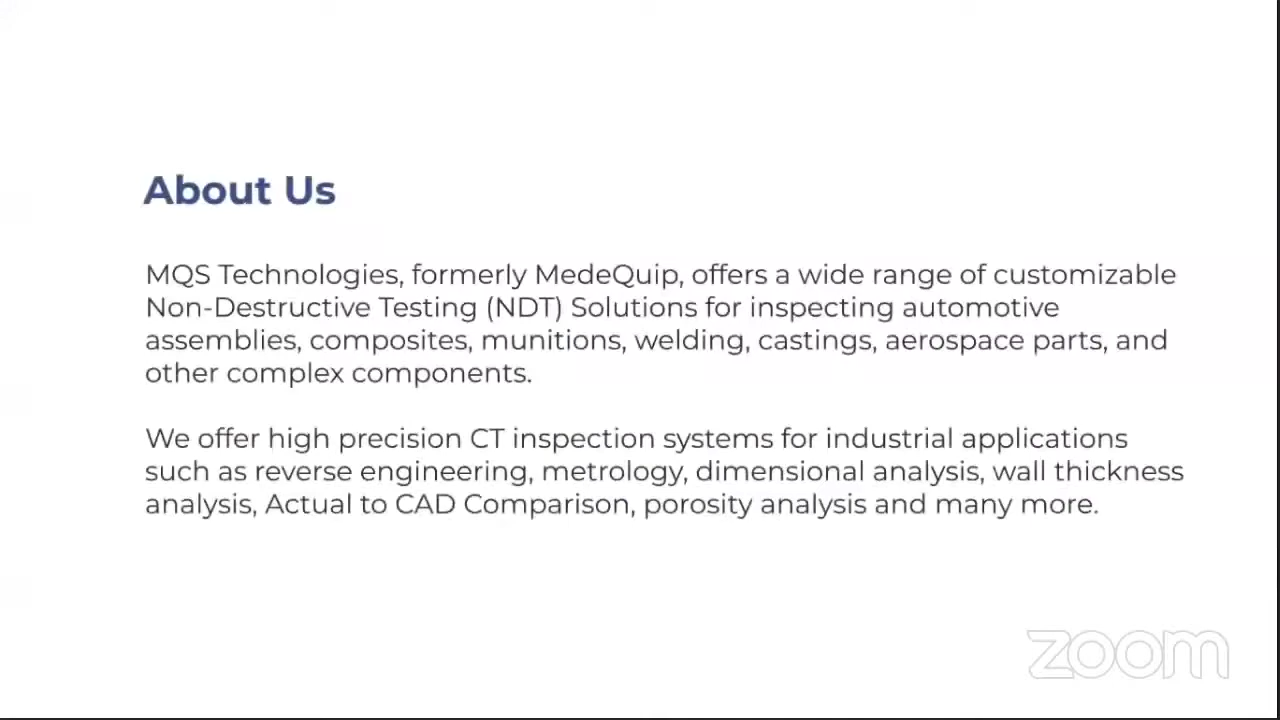 About Us
MQS Technologies, formerly MedeQuip, offers a wide range of customizable
Non-Destructive Testing (NDT) Solutions for inspecting automotive
assemblies, composites, munitions, welding, castings, aerospace parts, and
other complex components.
We offer high precision CT inspection systems for industrial applications
such as reverse engineering, metrology, dimensional analysis, wall thickness
analysis, Actual to CAD Comparison, porosity analysis and many more.
zoom